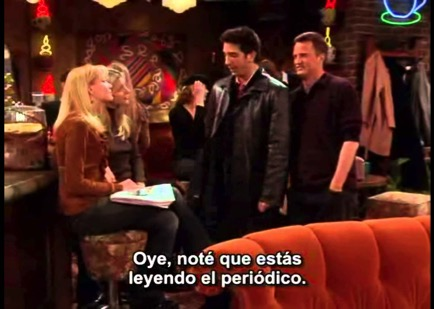 Oye, noté que estás
leyendo el periódico.